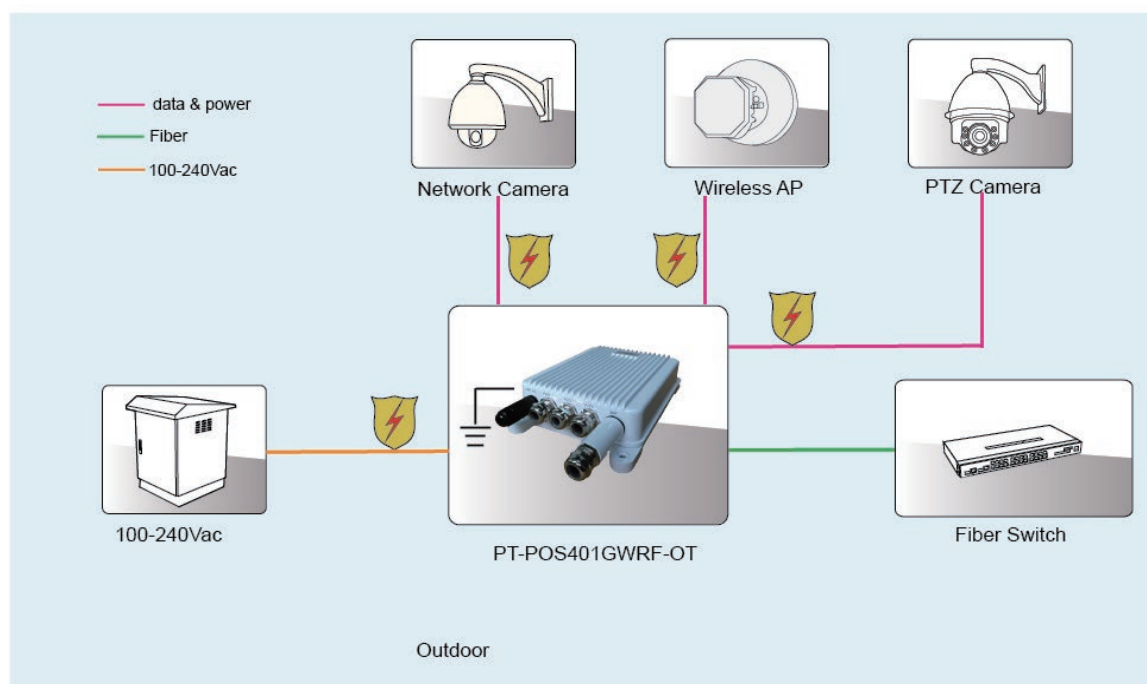 data & power
Fiber
100-240Vac
Network Camera
Wireless AP
PTZ Camera
100-240Vac
PT-POS401GWRF-OT
Fiber Switch
Outdoor